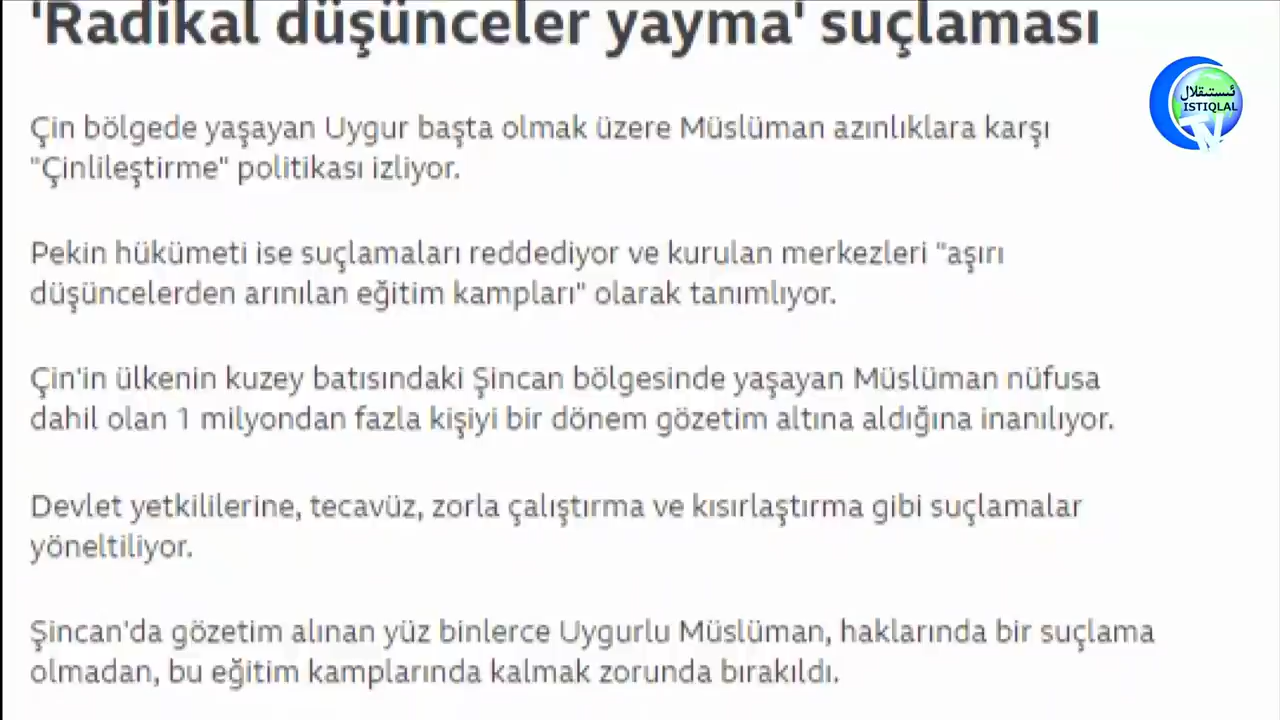 'Radikal düşünceler yayma' suçlaması
ئىستىقلال
ISTIQLAL
TV
Çin bölgede yaşayan Uygur başta olmak üzere Müslüman azınlıklara karşı
"Çinlileştirme" politikası izliyor.
Pekin hükümeti ise suçlamaları reddediyor ve kurulan merkezleri "aşırı
düşüncelerden arınılan eğitim kampları" olarak tanımlıyor.
Çin'in ülkenin kuzey batısındaki Şincan bölgesinde yaşayan Müslüman nüfusa
dahil olan 1 milyondan fazla kişiyi bir dönem gözetim altına aldığına inanılıyor.
Devlet yetkililerine, tecavüz, zorla çalıştırma ve kısırlaştırma gibi suçlamalar
yöneltiliyor.
Şincan'da gözetim alınan yüz binlerce Uygurlu Müslüman, haklarında bir suçlama
olmadan, bu eğitim kamplarında kalmak zorunda bırakıldı.